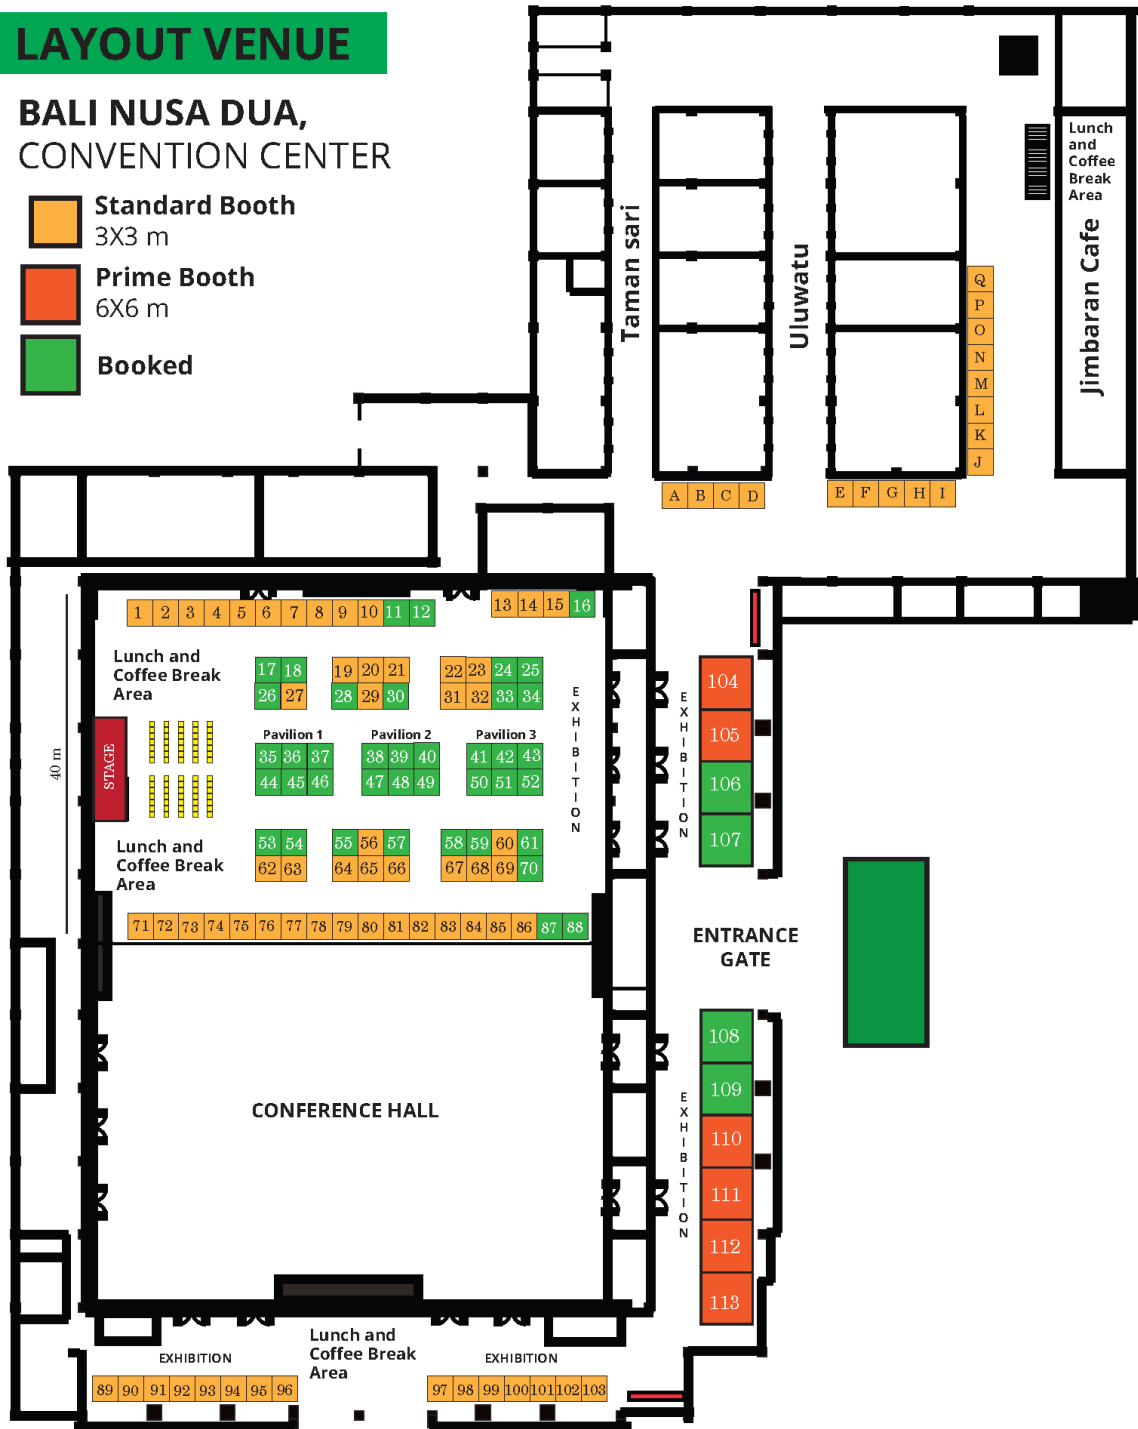 LAYOUT VENUE
BALI NUSA DUA,
CONVENTION CENTER
Standard Booth
3X3 m
Prime Booth
6X6 m
Booked
Taman sari
Uluwatu
Lunch
and
Coffee
Break
Area
Jimbaran Cafe
Q
P
O
N
M
L
K
J
A B C D
E F G H I
1 2 3 4 5 6 7 8 9 10 11 12
13 14 15 16
Lunch and
Coffee Break
Area
17 18
26 27
19 20 21
28 29 30
22 23 24 25
31 32 33 34
EXHIBITION
40 m
STAGE
Pavilion 1
35 36 37
44 45 46
Pavilion 2
38 39 40
47 48 49
Pavilion 3
41 42 43
50 51 52
Lunch and
Coffee Break
Area
53 54
62 63
55 56 57
64 65 66
58 59 60 61
67 68 69 70
71 72 73 74 75 76 77 78 79 80 81 82 83 84 85 86 87 88
EXHIBITION
104
105
106
107
ENTRANCE
GATE
CONFERENCE HALL
EXHIBITION
108
109
110
111
112
113
Lunch and
Coffee Break
Area
EXHIBITION
89 90 91 92 93 94 95 96
EXHIBITION
97 98 99 100 101 102 103